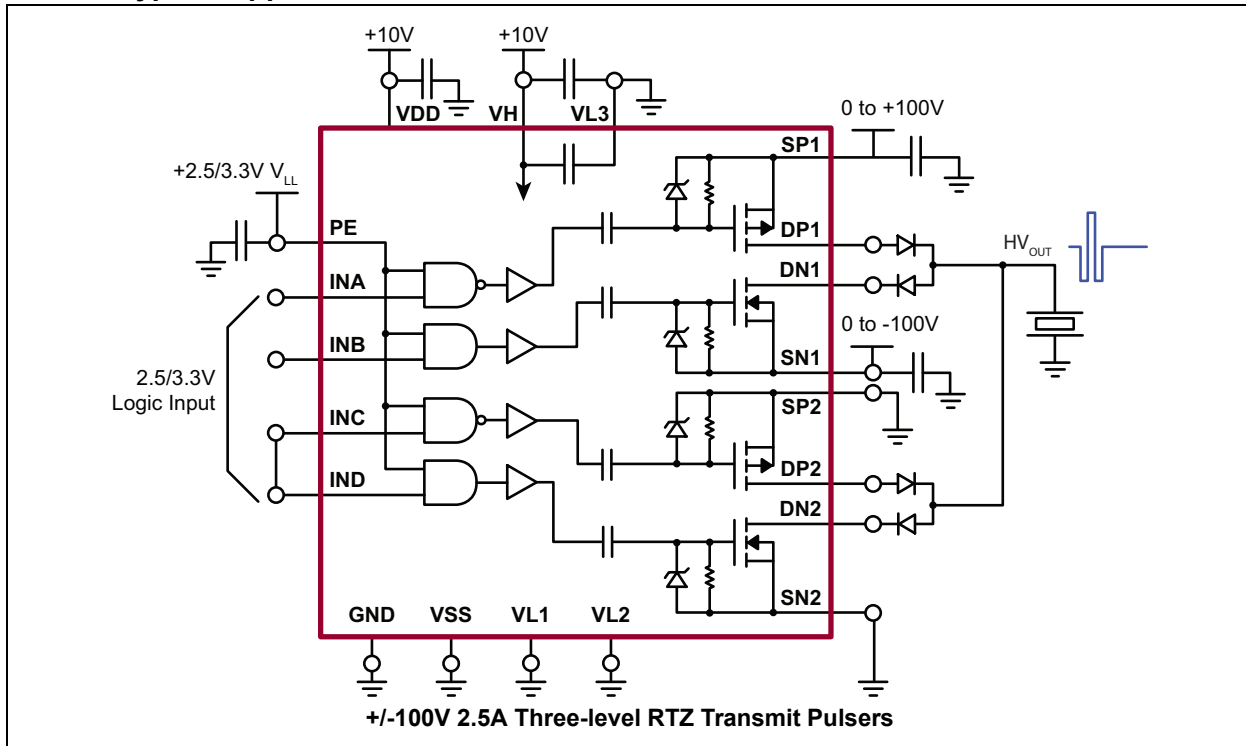 +10V
+10V
VDD
VH
VL3
0 to +100V
SP1
+2.5/3.3V VLL
PE
DP1
HVOUT
INA
DN1
0 to -100V
INB
SN1
2.5/3.3V
Logic Input
SP2
INC
DP2
IND
DN2
SN2
GND
VSS
VL1
VL2
+/-100V 2.5A Three-level RTZ Transmit Pulsers